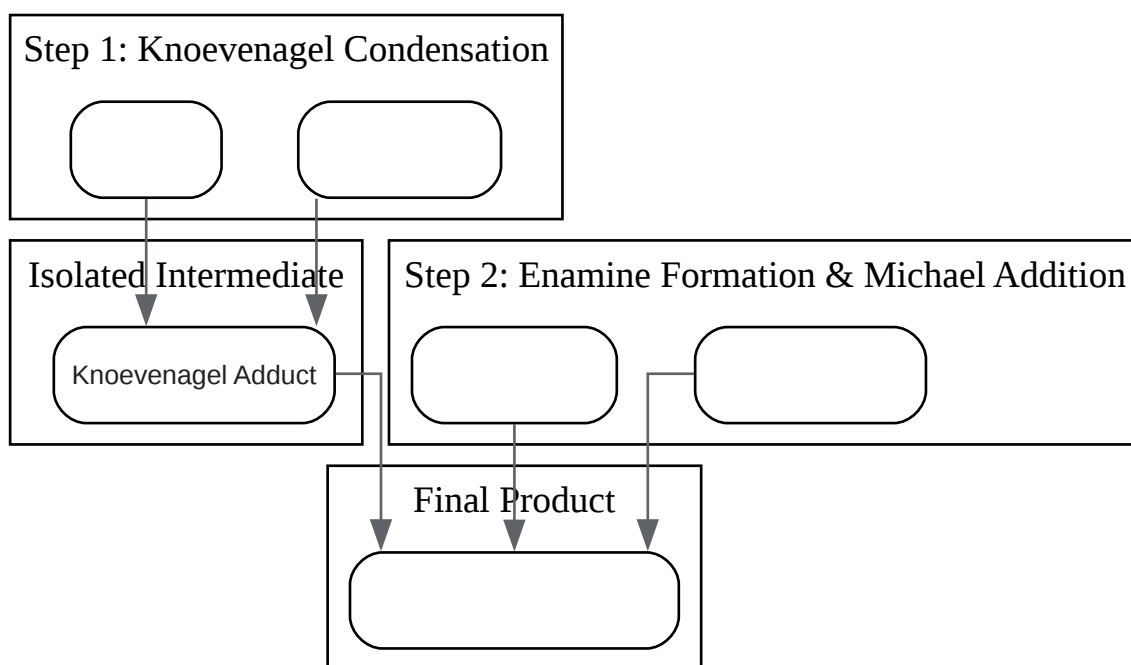 Step 1: Knoevenagel Condensation
Isolated Intermediate
Step 2: Enamine Formation & Michael Addition
Knoevenagel Adduct
Final Product